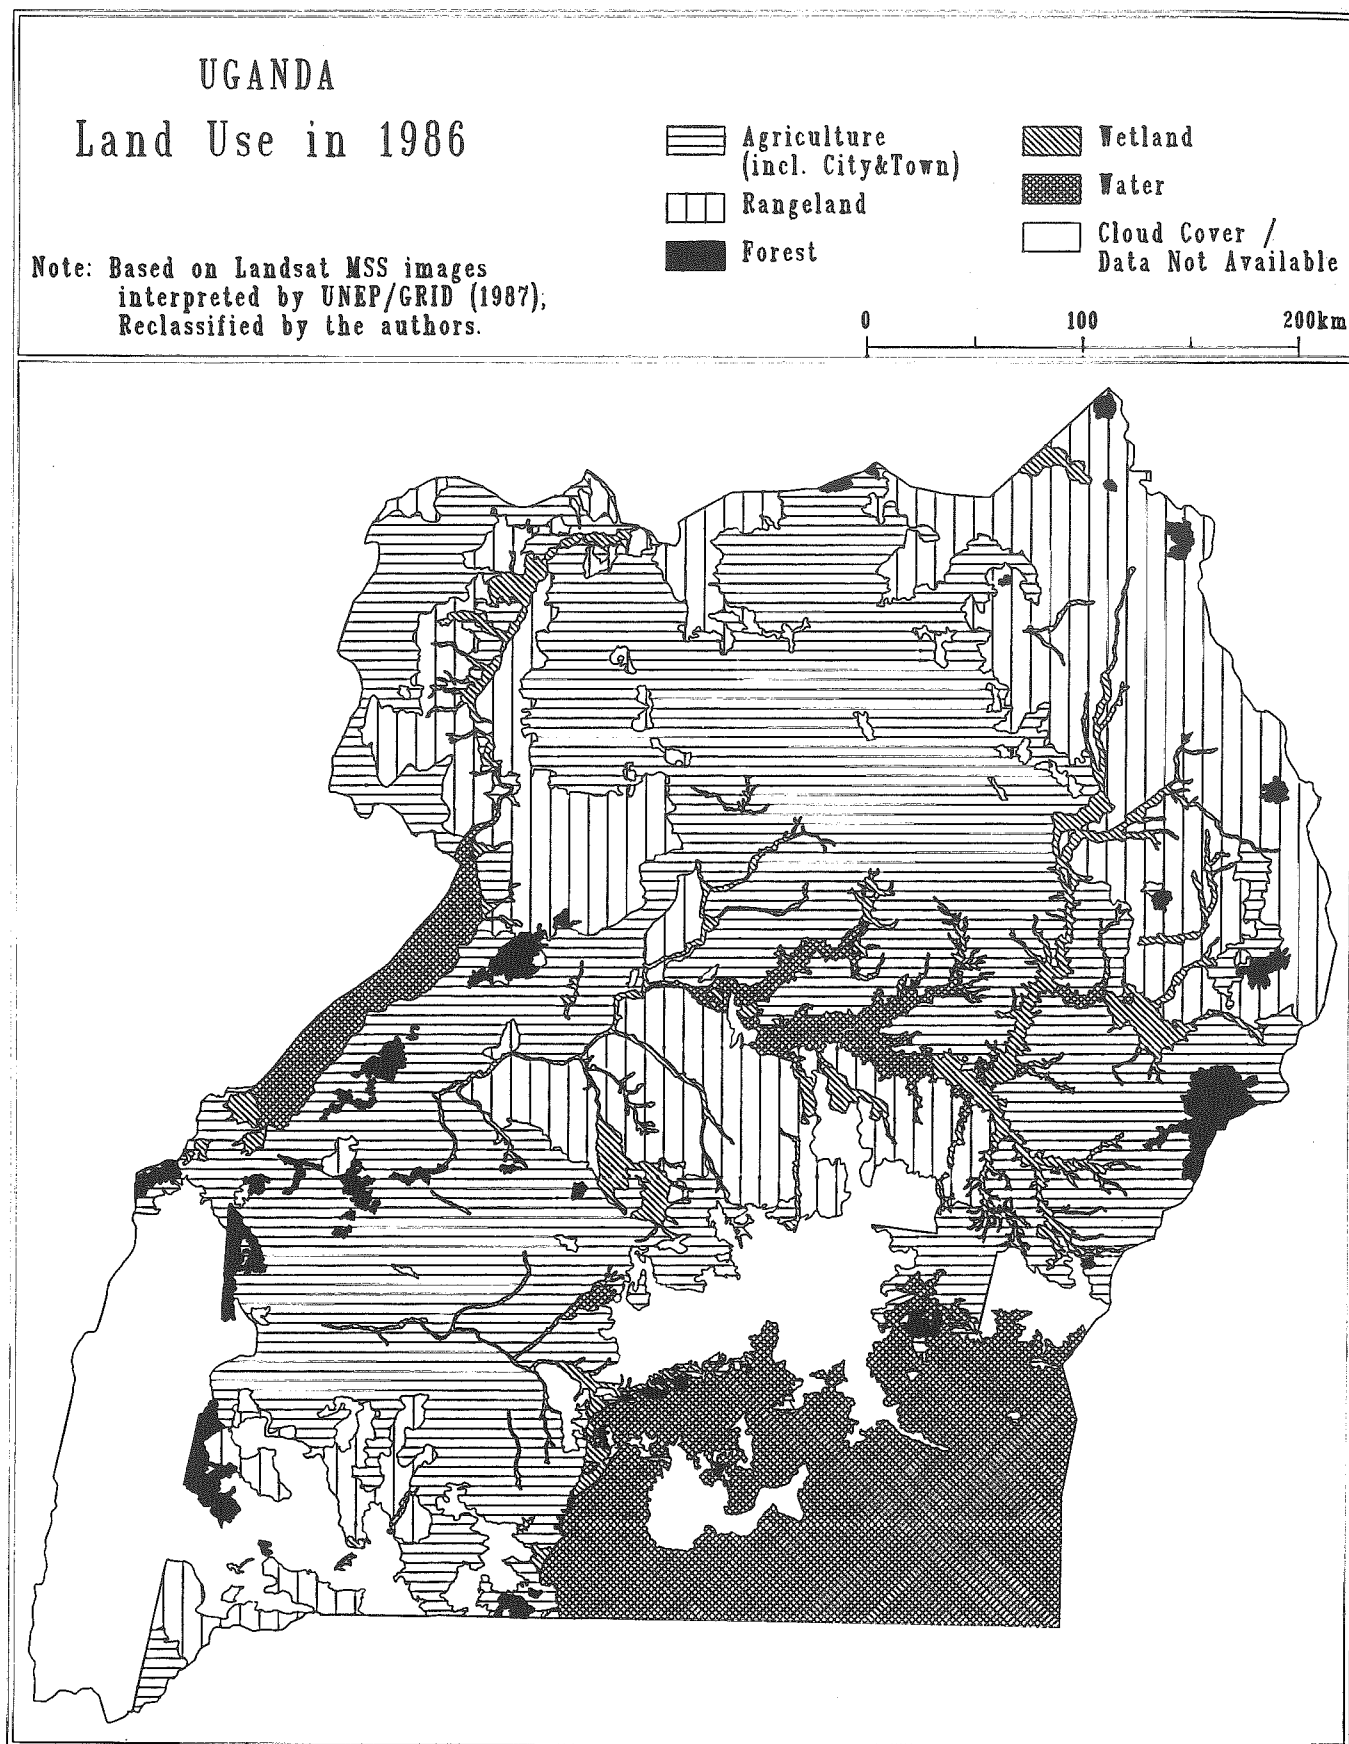 UGANDA
Land Use in 1986
Note: Based on Landsat MSS images
interpreted by UNEP/GRID (1987);
Reclassified by the authors.
Agriculture
(incl. City&Town)
Rangeland
Forest
Wetland
Water
Cloud Cover /
Data Not Available
0 100 200km